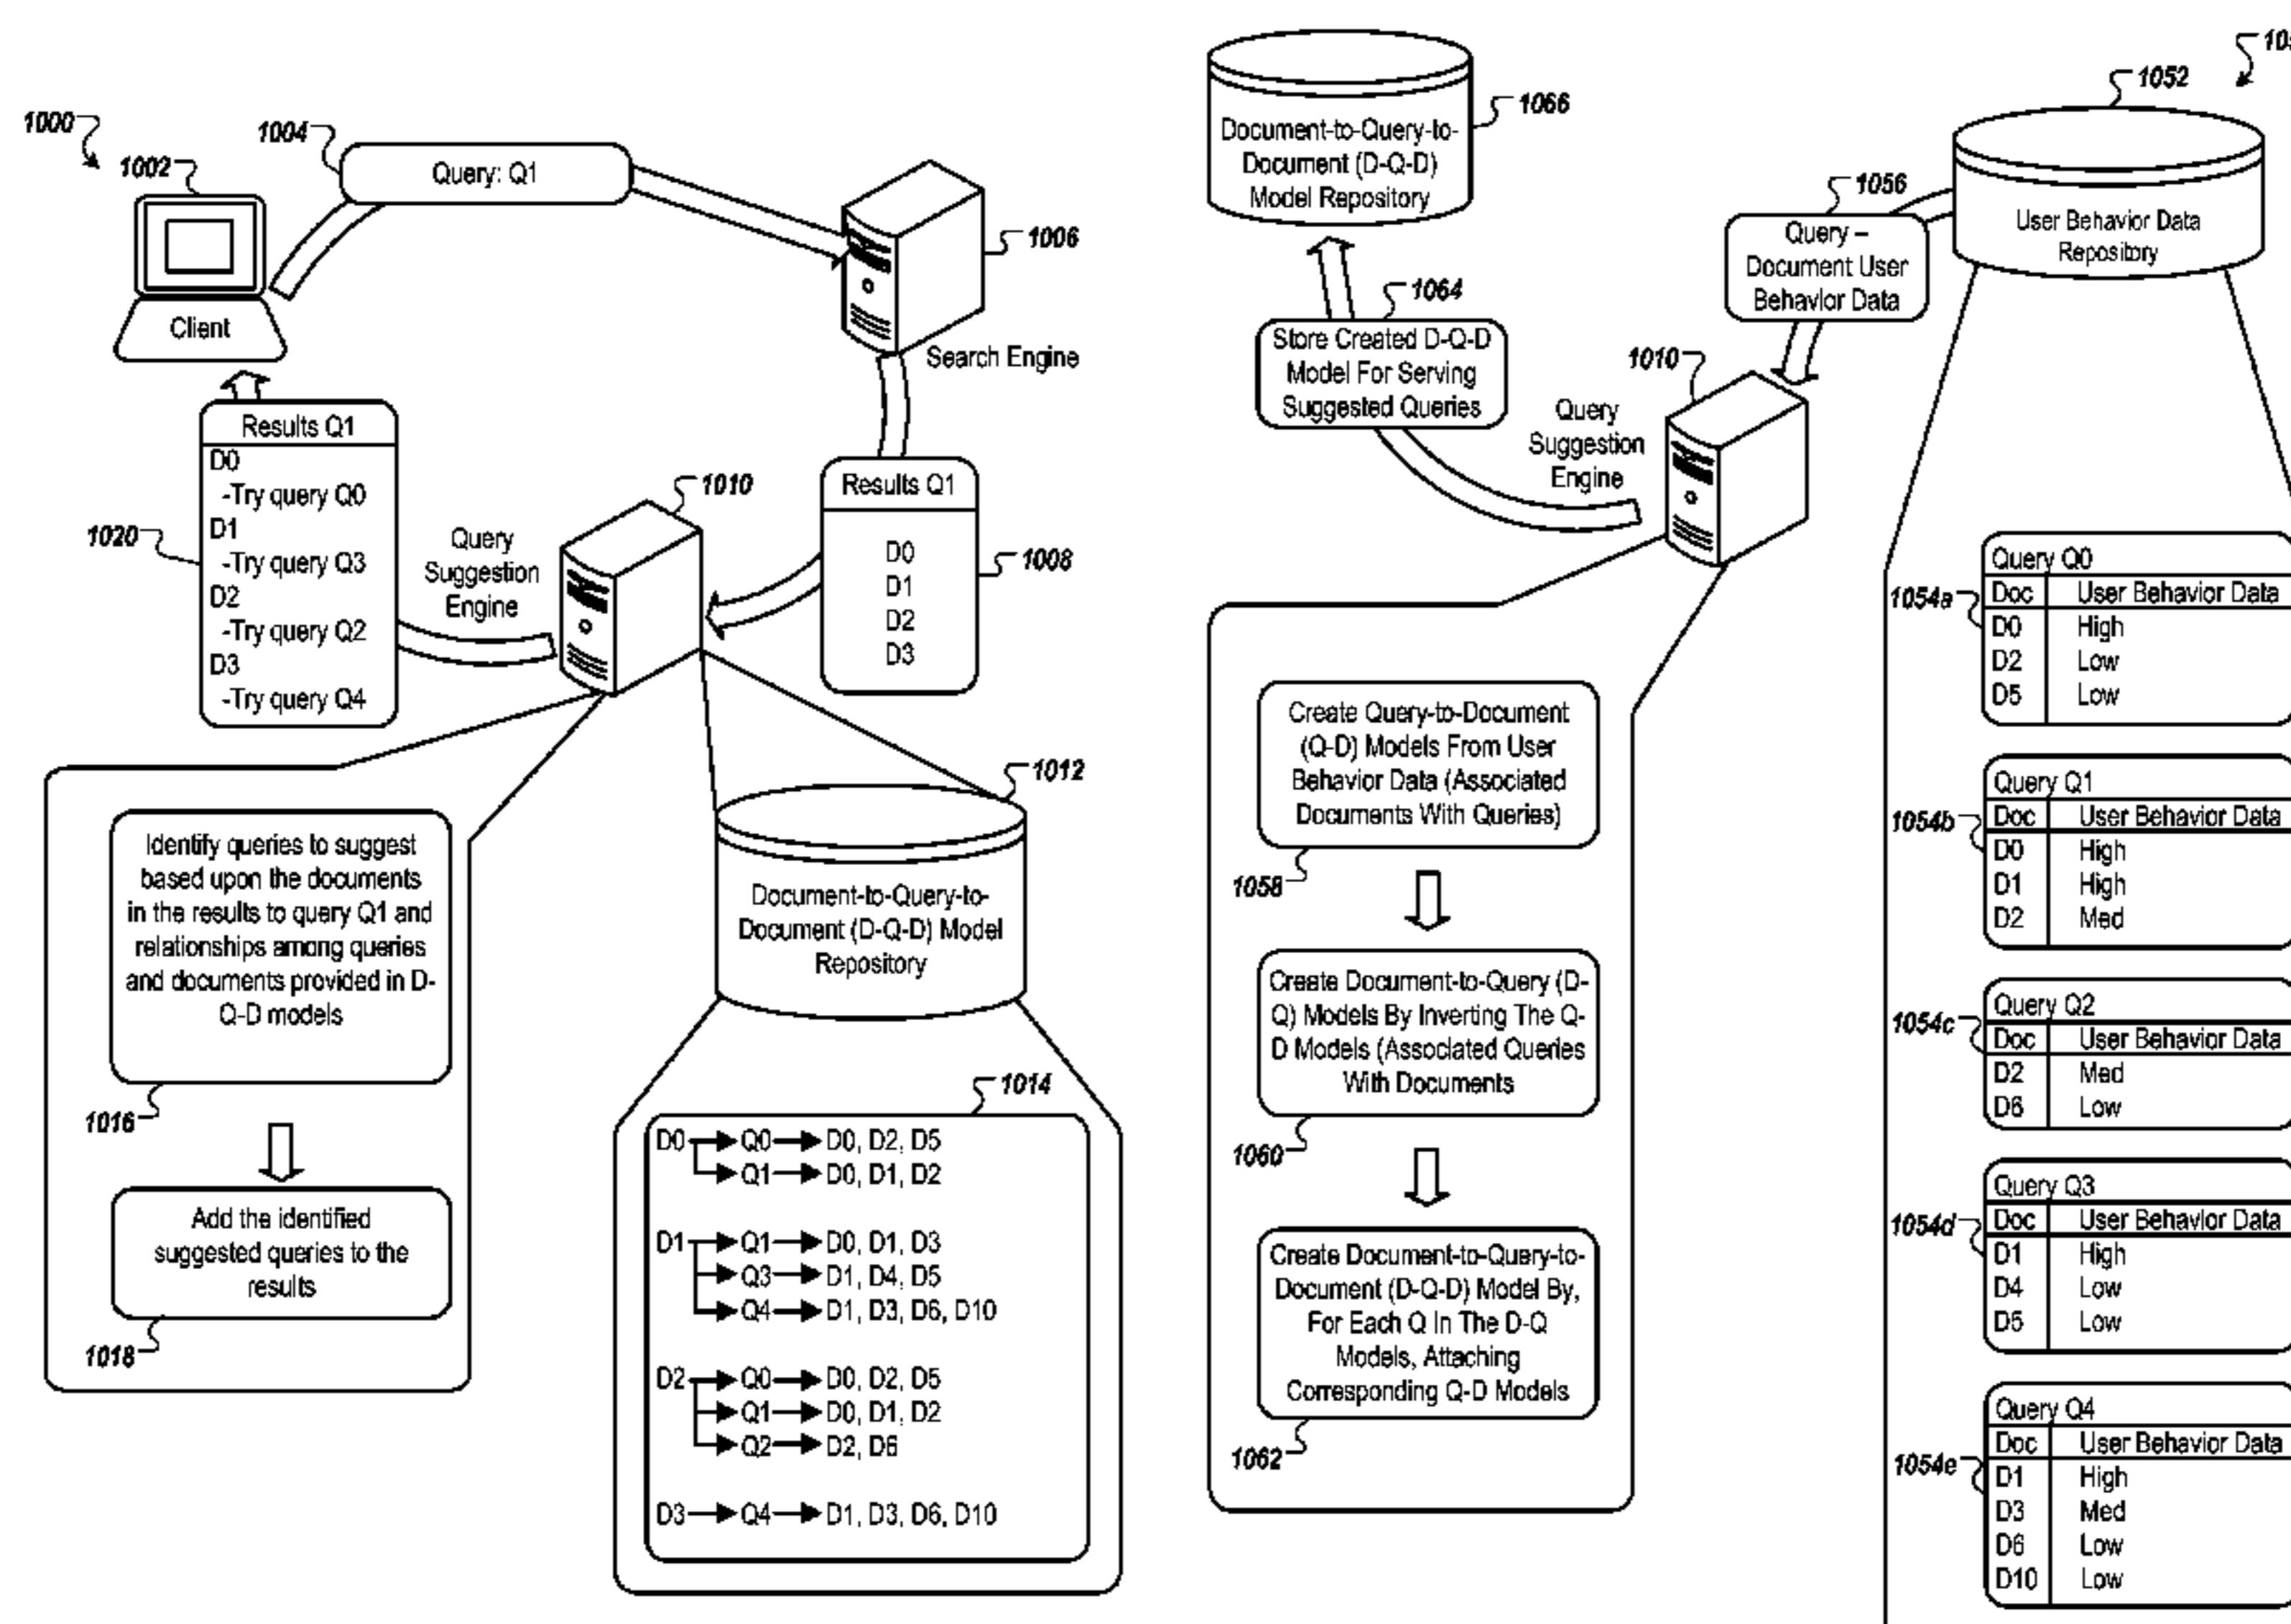 1000
1002
1004
Query: Q1
1006
Client
Search Engine
Results Q1
D0
-Try query Q0
D1
-Try query Q3
D2
-Try query Q2
D3
-Try query Q4
1020
Query
Suggestion
Engine
1010
Results Q1
D0
D1
D2
D3
1008
1012
Document-to-Query-to-
Document (D-Q-D) Model
Repository
Identify queries to suggest
based upon the documents
in the results to query Q1 and
relationships among queries
and documents provided in D-
Q-D models
1016
Add the identified
suggested queries to the
results
1018
1014
D0 Q0 D0, D2, D5
Q1 D0, D1, D2
D1 Q1 D0, D1, D3
Q3 D1, D4, D5
Q4 D1, D3, D6, D10
D2 Q0 D0, D2, D5
Q1 D0, D1, D2
Q2 D2, D6
D3 Q4 D1, D3, D6, D10
Document-to-Query-to-
Document (D-Q-D)
Model Repository
1066
1064
Store Created D-Q-D
Model For Serving
Suggested Queries
Query
Suggestion
Engine
1010
1056
Query –
Document User
Behavior Data
1052
User Behavior Data
Repository
Create Query-to-Document
(Q-D) Models From User
Behavior Data (Associated
Documents With Queries)
1058
Create Document-to-Query (D-
Q) Models By Inverting The Q-
D Models (Associated Queries
With Documents
1060
Create Document-to-Query-to-
Document (D-Q-D) Model By,
For Each Q In The D-Q
Models, Attaching
Corresponding Q-D Models
1062
1054a
Query Q0
Doc User Behavior Data
D0 High
D2 Low
D5 Low
1054b
Query Q1
Doc User Behavior Data
D0 High
D1 High
D2 Med
1054c
Query Q2
Doc User Behavior Data
D2 Med
D6 Low
1054d
Query Q3
Doc User Behavior Data
D1 High
D4 Low
D5 Low
1054e
Query Q4
Doc User Behavior Data
D1 High
D3 Med
D6 Low
D10 Low